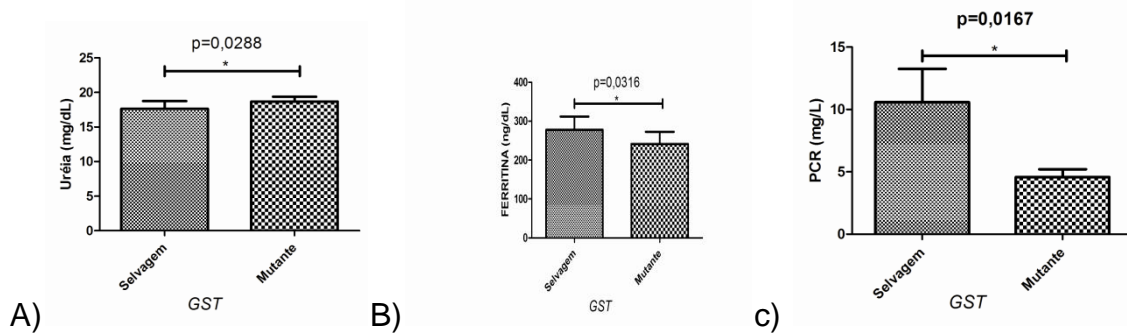 A)
p=0,0288
*
Uréia (mg/dL)
25
20
15
10
5
0
Selvagem
Mutante
GST
B)
p=0,0316
*
FERRITINA (ng/dL)
400
300
200
100
0
Selvagem
Mutante
GST
c)
p=0,0167
*
PCR (mg/L)
15
10
5
0
Selvagem
Mutante
GST